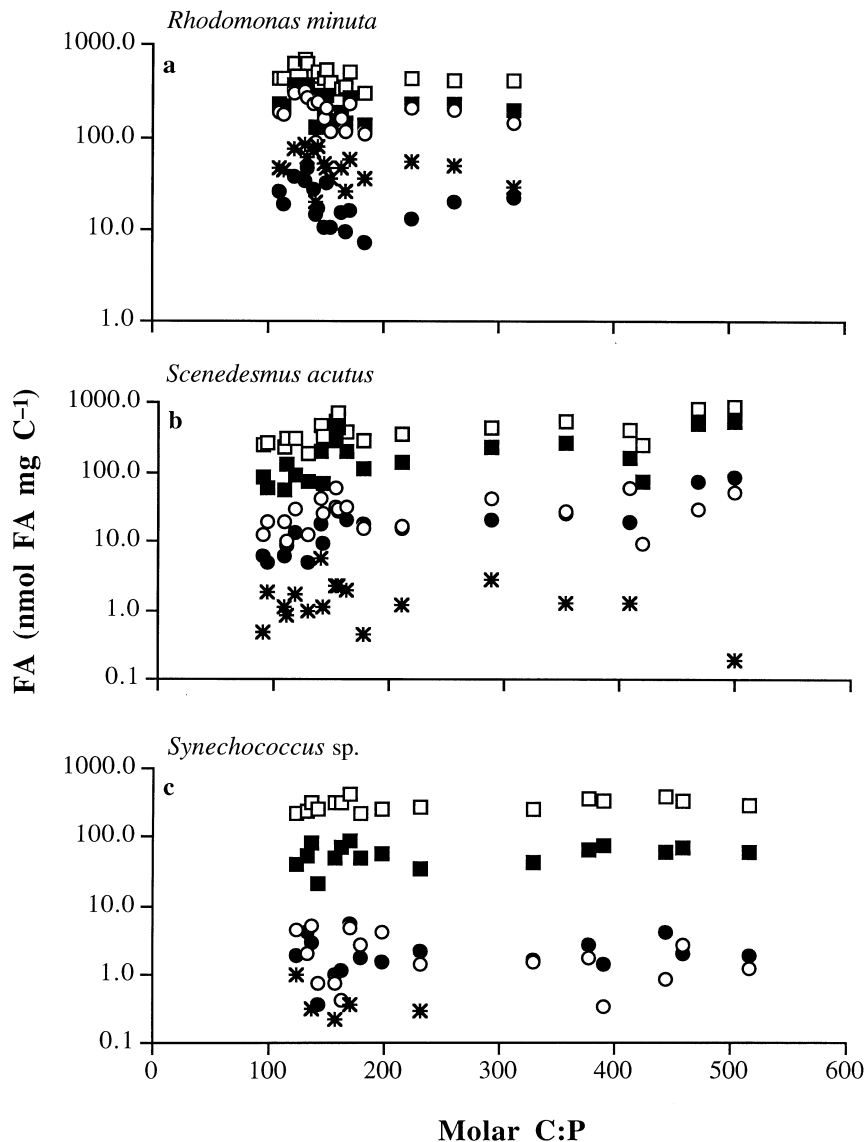 Rhodomonas minuta
a
1000.0
100.0
10.0
1.0
Scenedesmus acutus
b
1000.0
100.0
10.0
1.0
0.1
FA (nmol FA mg C⁻¹)
Synechococcus sp.
c
1000.0
100.0
10.0
1.0
0.1
0 100 200 300 400 500 600
Molar C:P